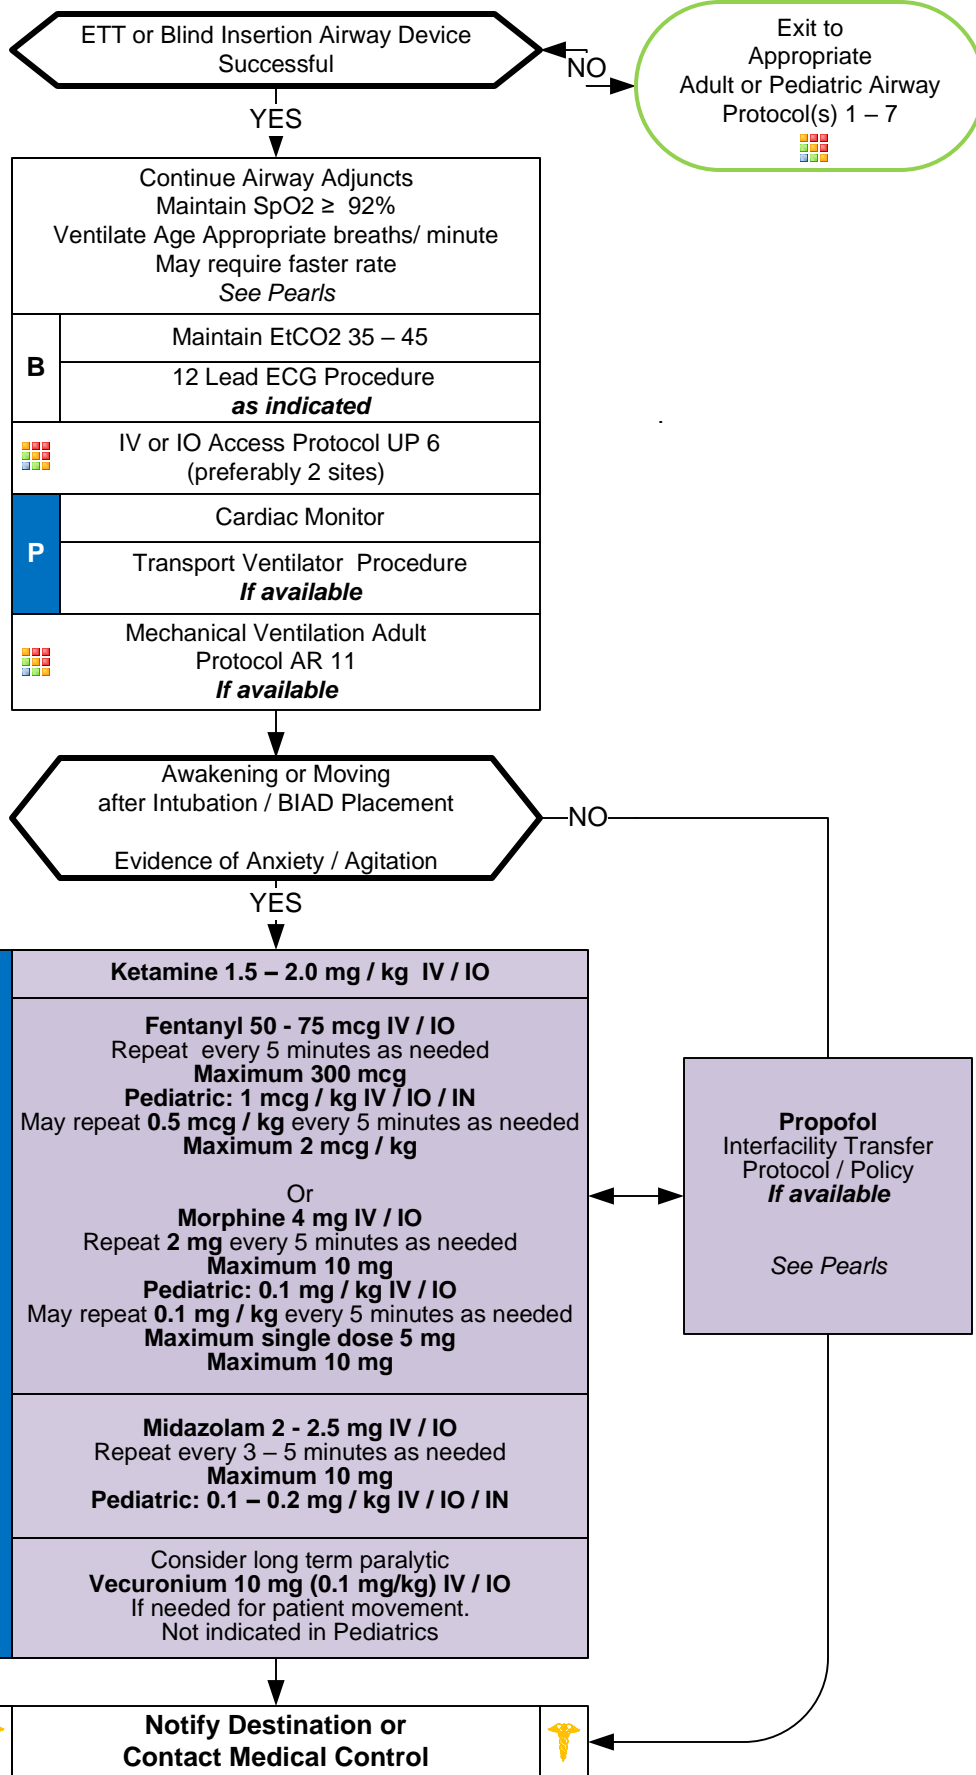 ETT or Blind Insertion Airway Device
Successful
NO
Exit to
Appropriate
Adult or Pediatric Airway
Protocol(s) 1 – 7
YES
Continue Airway Adjuncts
Maintain SpO2 ≥ 92%
Ventilate Age Appropriate breaths/ minute
May require faster rate
See Pearls
B
Maintain EtCO2 35 – 45
12 Lead ECG Procedure
as indicated
IV or IO Access Protocol UP 6
(preferably 2 sites)
P
Cardiac Monitor
Transport Ventilator Procedure
If available
Mechanical Ventilation Adult
Protocol AR 11
If available
Awakening or Moving
after Intubation / BIAD Placement
Evidence of Anxiety / Agitation
NO
YES
Ketamine 1.5 – 2.0 mg / kg IV / IO
Fentanyl 50 - 75 mcg IV / IO
Repeat every 5 minutes as needed
Maximum 300 mcg
Pediatric: 1 mcg / kg IV / IO / IN
May repeat 0.5 mcg / kg every 5 minutes as needed
Maximum 2 mcg / kg
Or
Morphine 4 mg IV / IO
Repeat 2 mg every 5 minutes as needed
Maximum 10 mg
Pediatric: 0.1 mg / kg IV / IO
May repeat 0.1 mg / kg every 5 minutes as needed
Maximum single dose 5 mg
Maximum 10 mg
Propofol
Interfacility Transfer
Protocol / Policy
If available
See Pearls
Midazolam 2 - 2.5 mg IV / IO
Repeat every 3 – 5 minutes as needed
Maximum 10 mg
Pediatric: 0.1 – 0.2 mg / kg IV / IO / IN
Consider long term paralytic
Vecuronium 10 mg (0.1 mg/kg) IV / IO
If needed for patient movement.
Not indicated in Pediatrics
Notify Destination or
Contact Medical Control